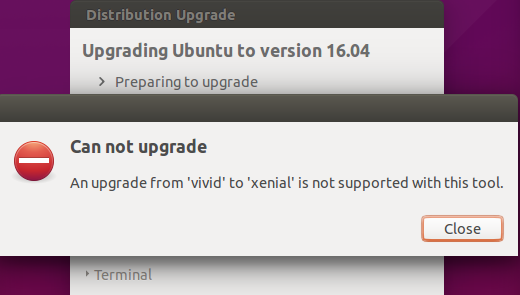 Distribution Upgrade
Upgrading Ubuntu to version 16.04
Preparing to upgrade
Can not upgrade
An upgrade from 'vivid' to 'xenial' is not supported with this tool.
Close
Terminal